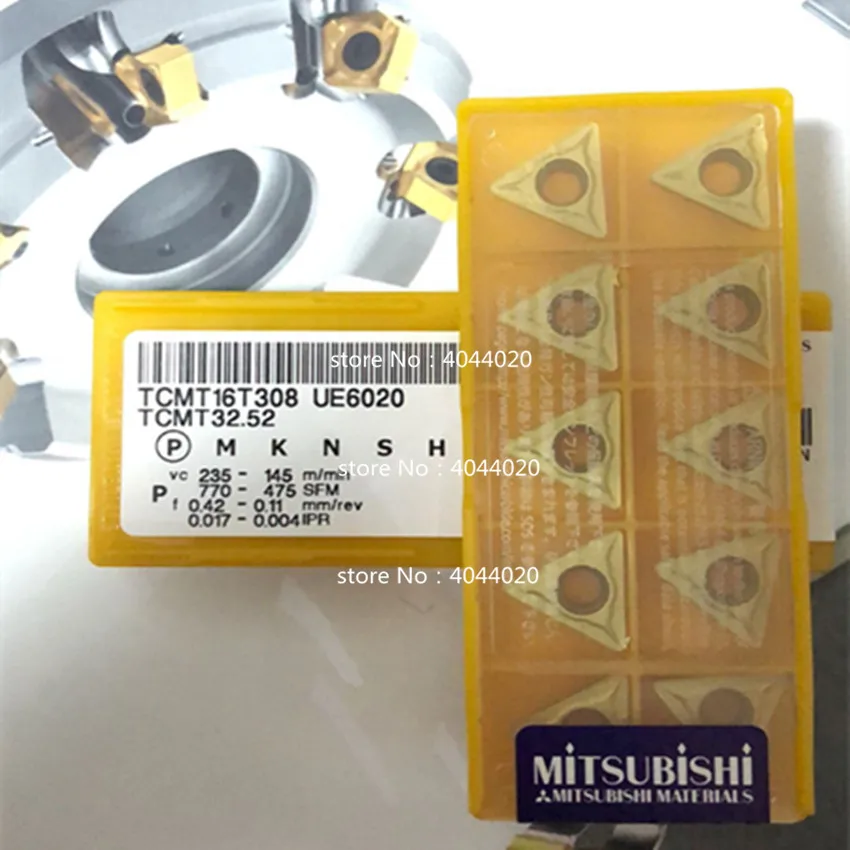 store No：4044020
TCMT16T308 UE6020
TCMT32.52
P M K N S H
store No：4044020
vc 235 - 145 m/min
P 770 - 475 SFM
f 0.42 - 0.11 mm/rev
0.017 - 0.004 IPR
store No：4044020
MITSUBISHI
MITSUBISHI MATERIALS